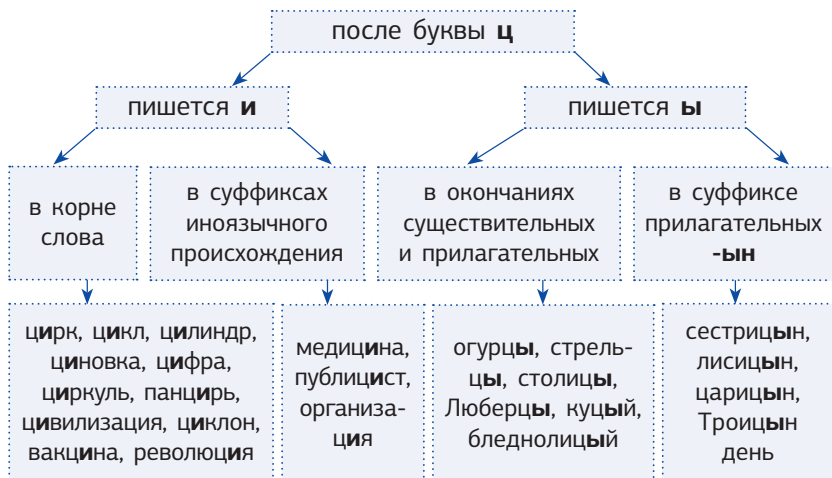 после буквы ц
пишется и
пишется ы
в корне
слова
в суффиксах
иноязычного
происхождения
в окончаниях
существительных
и прилагательных
в суффиксе
прилагательных
-ын
цирк, цикл, цилиндр,
циновка, цифра,
циркуль, панцирь,
цивилизация, циклон,
вакцина, революция
медицина,
публицист,
организа-
ция
огурцы, стрель-
цы, столицы,
Люберцы, куцый,
бледнолицый
сестрицын,
лисицын,
царицын,
Троицын
день